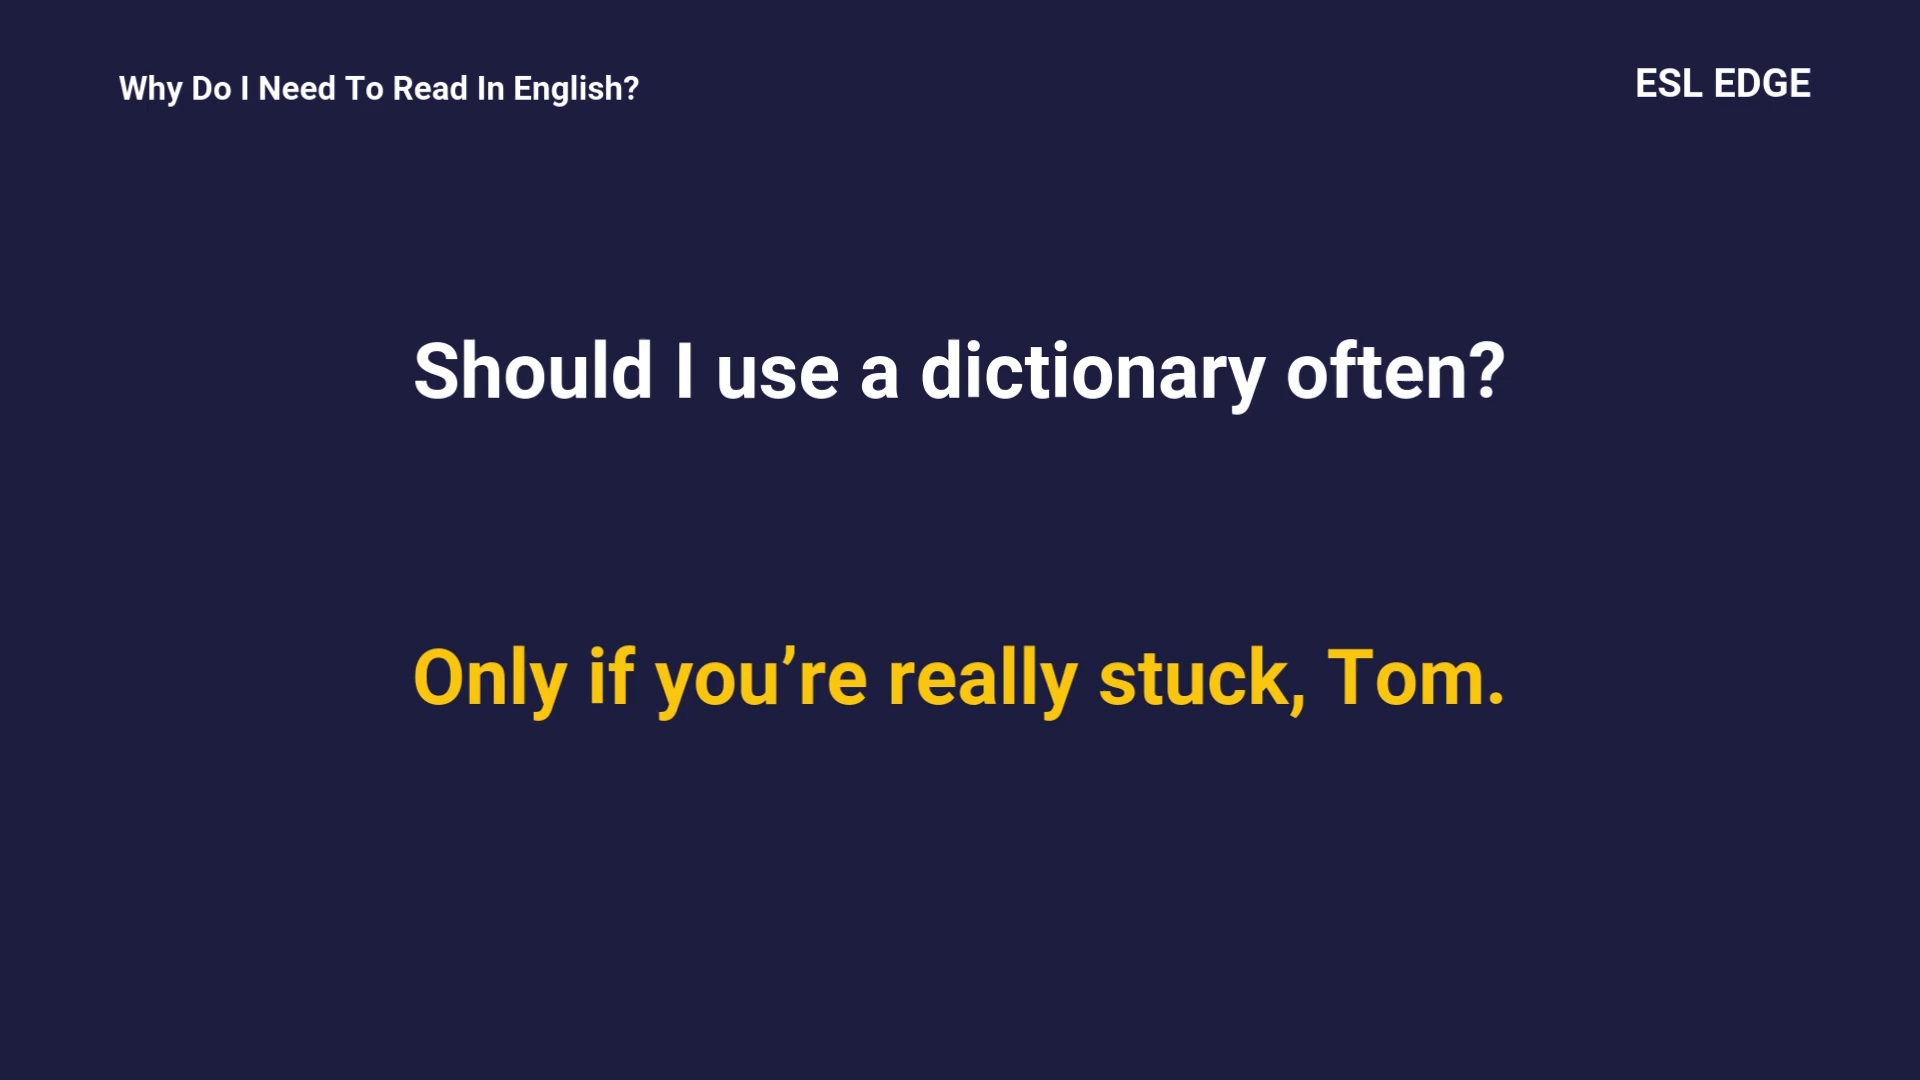 Why Do I Need To Read In English?
ESL EDGE
Should I use a dictionary often?
Only if you’re really stuck, Tom.